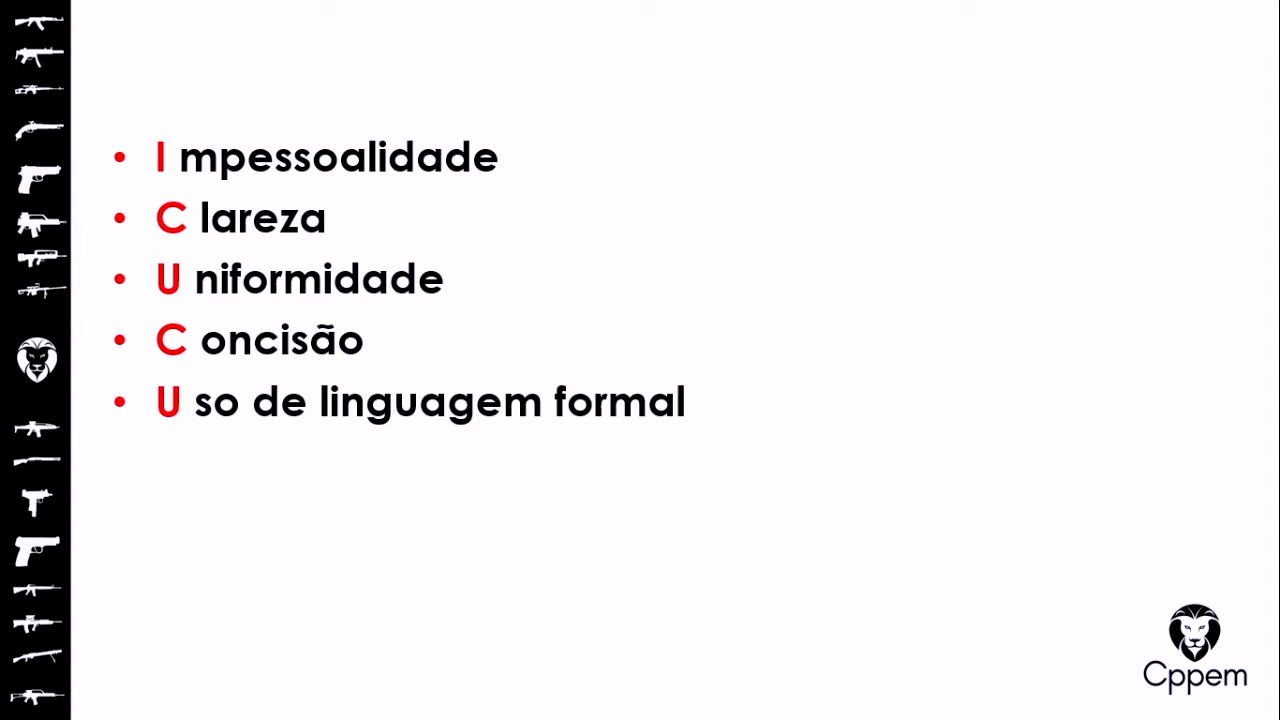 • I mpessoalidade
• C lareza
• U niformidade
• C oncisão
• U so de linguagem formal
Cppem